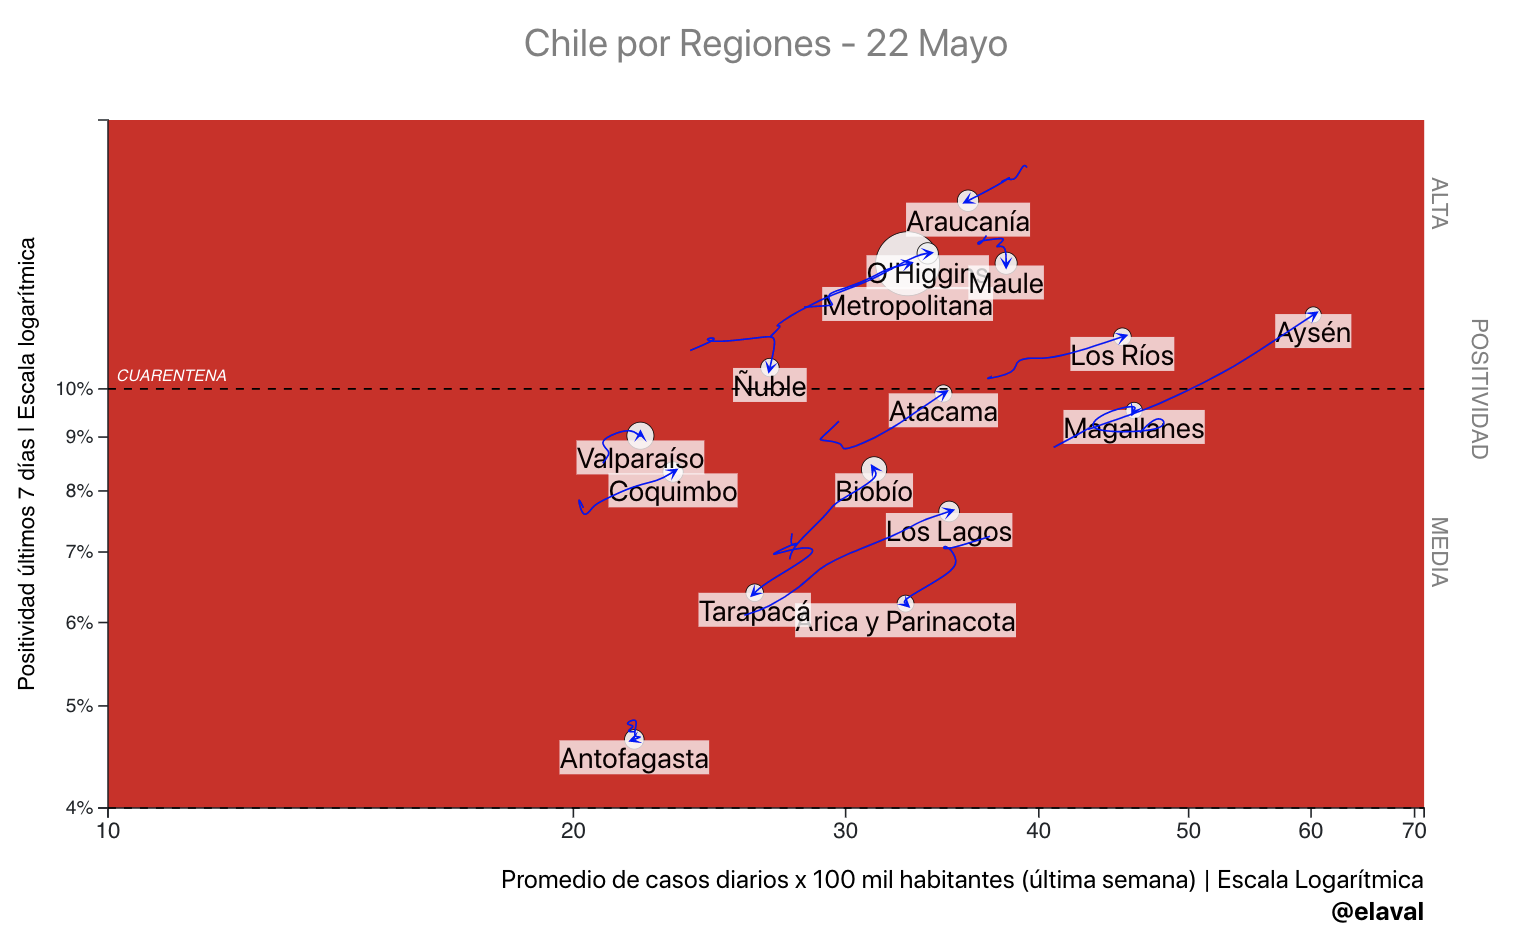 Chile por Regiones - 22 Mayo
ALTA
Araucanía
O'Higgins
Maule
Metropolitana
Aysén
Los Ríos
POSITIVIDAD
CUARENTENA
10%
Ñuble
Atacama
Magallanes
9%
Valparaíso
Coquimbo
8%
Biobío
Los Lagos
MEDIA
7%
Tarapacá
Arica y Parinacota
6%
5%
Antofagasta
4%
Positividad últimos 7 días | Escala logarítmica
10 20 30 40 50 60 70
Promedio de casos diarios x 100 mil habitantes (última semana) | Escala Logarítmica
@elaval